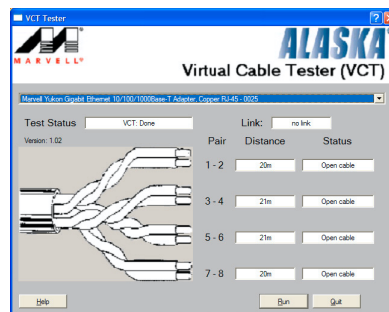 VCT Tester
MARVELL®
ALASKA
Virtual Cable Tester (VCT)
Marvell Yukon Gigabit Ethernet 10/100/1000Base-T Adapter, Copper RJ-45 - 0025
Test Status VCT: Done Link: no link
Version: 1.02
Pair Distance Status
1 - 2 20m Open cable
3 - 4 21m Open cable
5 - 6 21m Open cable
7 - 8 20m Open cable
Help Run Quit